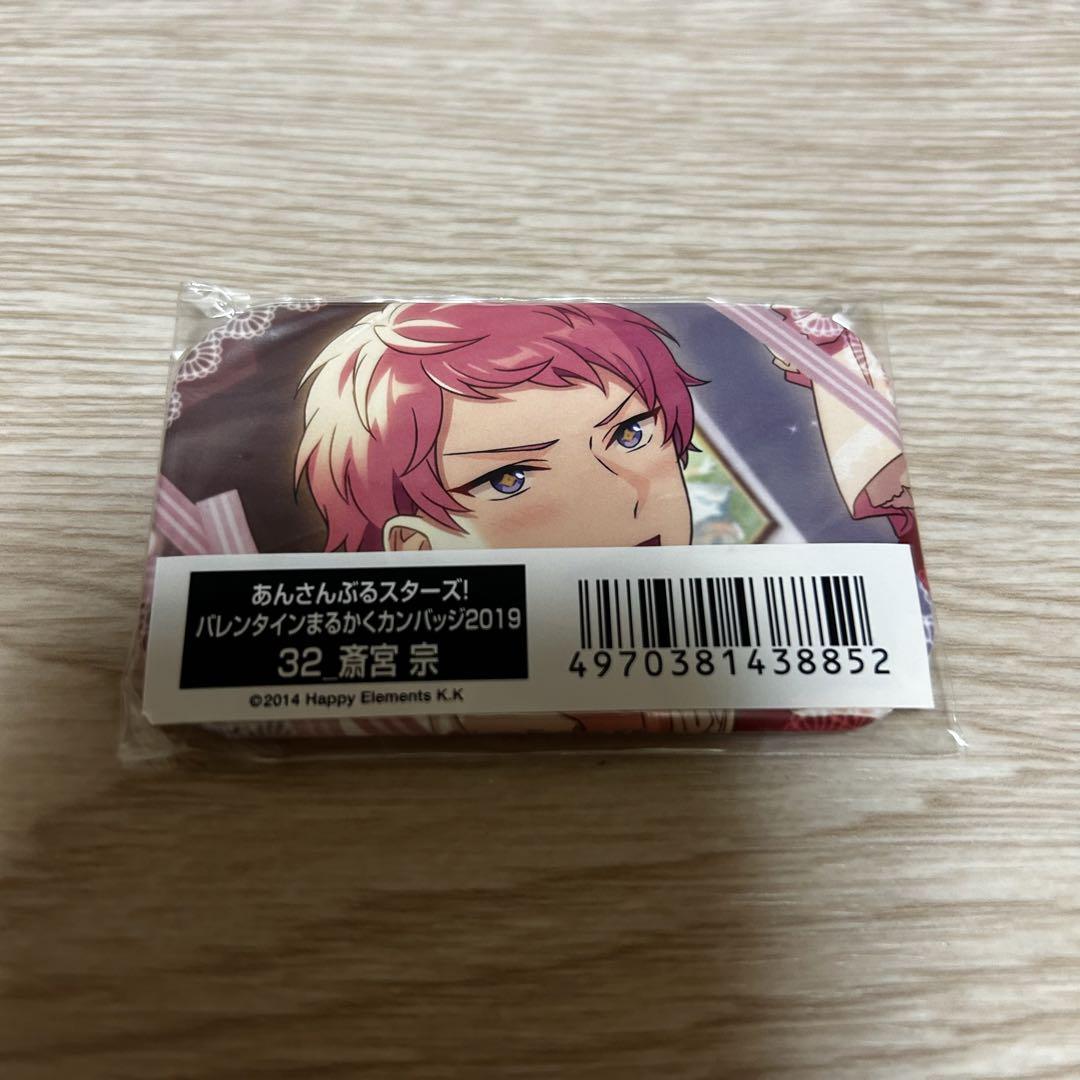 あんさんぶるスターズ!
バレンタインまるかくカンバッジ2019
32_斎宮 宗
©2014 Happy Elements K.K
4970381438852